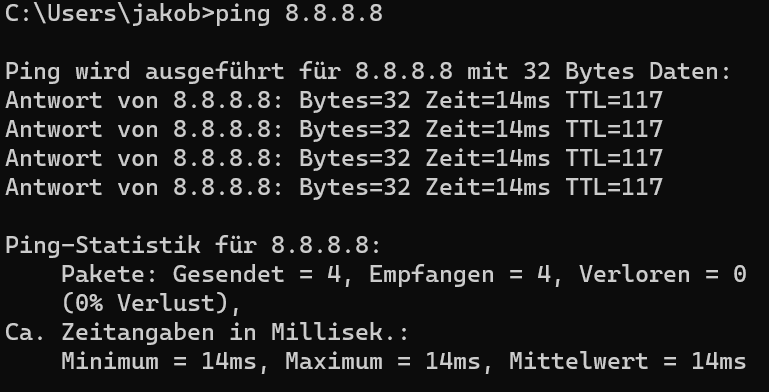 C:\Users\jakob>ping 8.8.8.8
Ping wird ausgeführt für 8.8.8.8 mit 32 Bytes Daten:
Antwort von 8.8.8.8: Bytes=32 Zeit=14ms TTL=117
Antwort von 8.8.8.8: Bytes=32 Zeit=14ms TTL=117
Antwort von 8.8.8.8: Bytes=32 Zeit=14ms TTL=117
Antwort von 8.8.8.8: Bytes=32 Zeit=14ms TTL=117
Ping-Statistik für 8.8.8.8:
Pakete: Gesendet = 4, Empfangen = 4, Verloren = 0
(0% Verlust),
Ca. Zeitangaben in Millisek.:
Minimum = 14ms, Maximum = 14ms, Mittelwert = 14ms